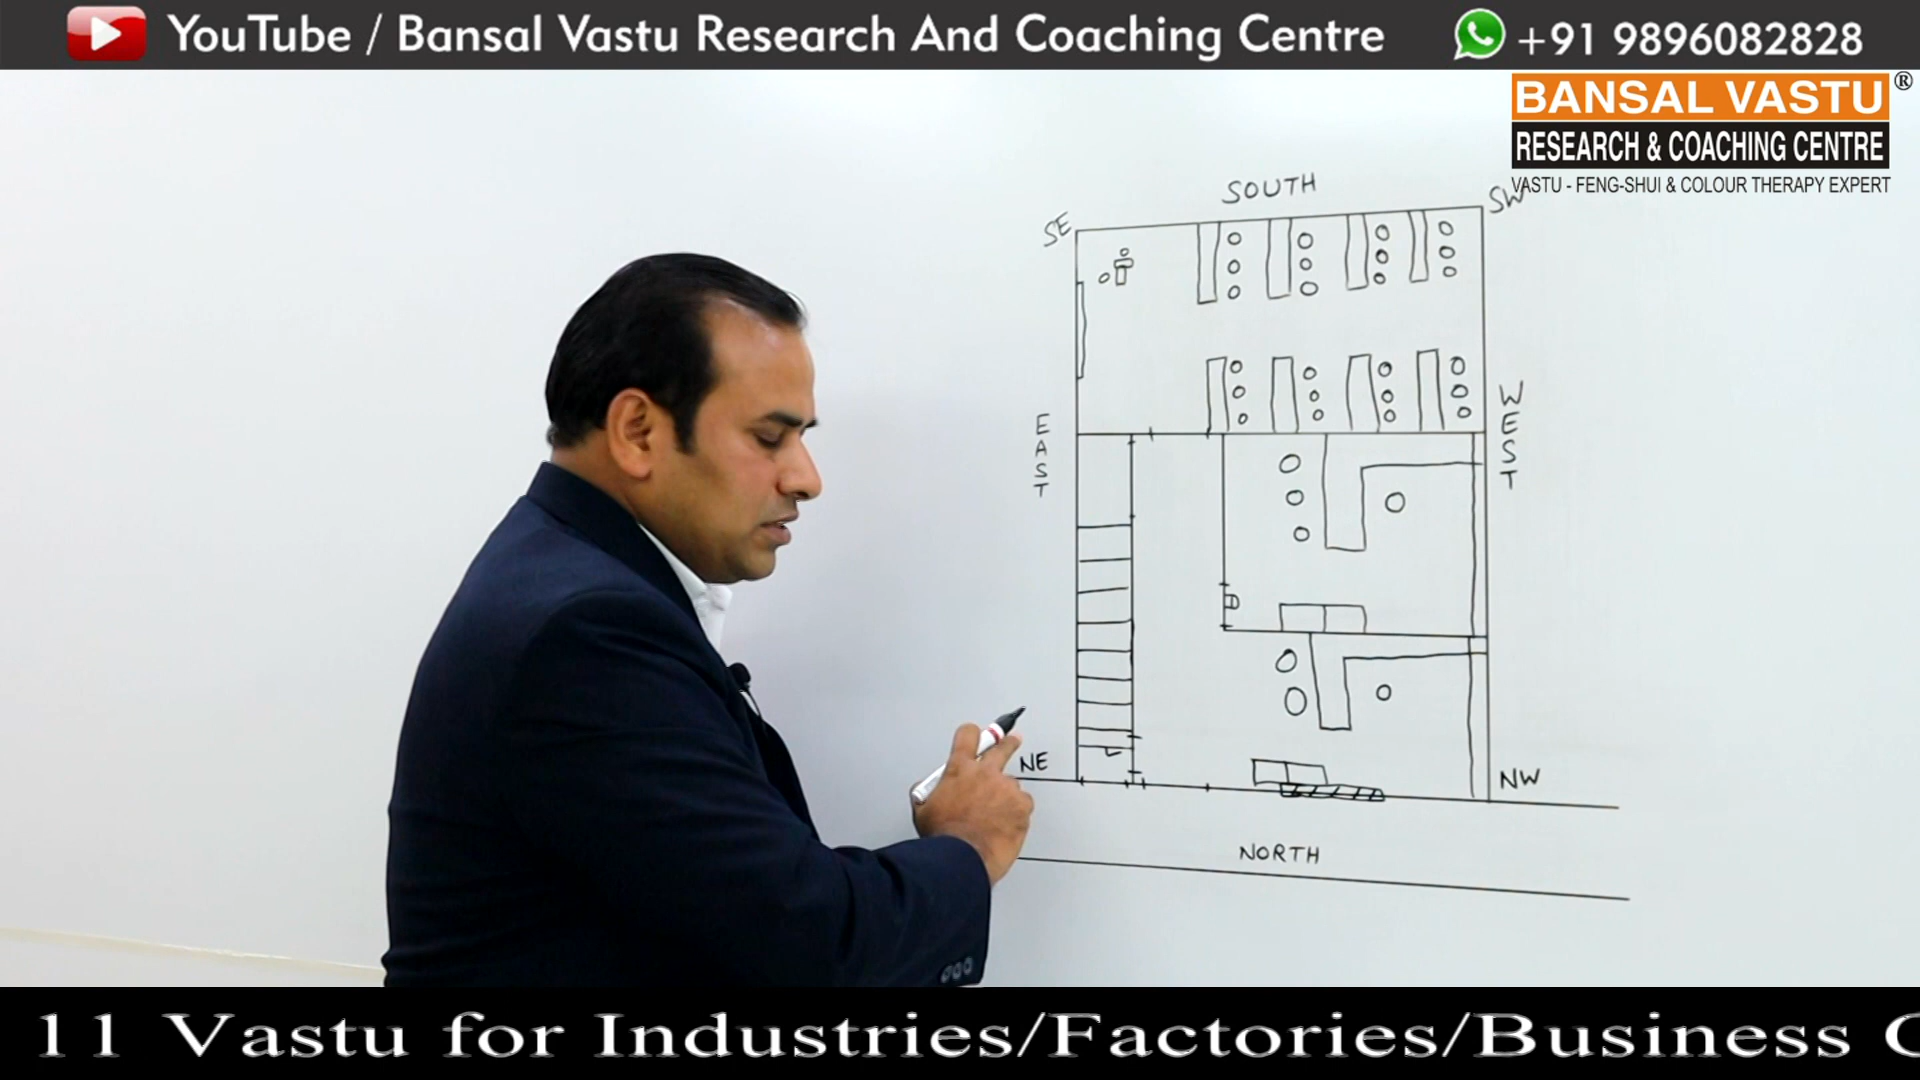 YouTube / Bansal Vastu Research And Coaching Centre
+91 9896082828
BANSAL VASTU ®
RESEARCH & COACHING CENTRE
VASTU - FENG-SHUI & COLOUR THERAPY EXPERT
SOUTH
SE
SW
EAST
WEST
NE
NW
NORTH
11 Vastu for Industries/Factories/Business